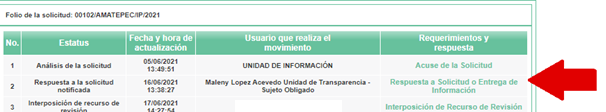 Folio de la solicitud: 00102/AMATEPEC/IP/2021
No. Estatus Fecha y hora de actualización Usuario que realiza el movimiento Requerimientos y respuesta
1 Análisis de la solicitud 05/06/2021 13:49:51 UNIDAD DE INFORMACIÓN Acuse de la Solicitud
2 Respuesta a la solicitud notificada 16/06/2021 13:38:27 Maleny Lopez Acevedo Unidad de Transparencia - Sujeto Obligado Respuesta a Solicitud o Entrega de Información
3 Interposición de recurso de revisión 17/06/2021 14:27:54 Interposición de Recurso de Revisión